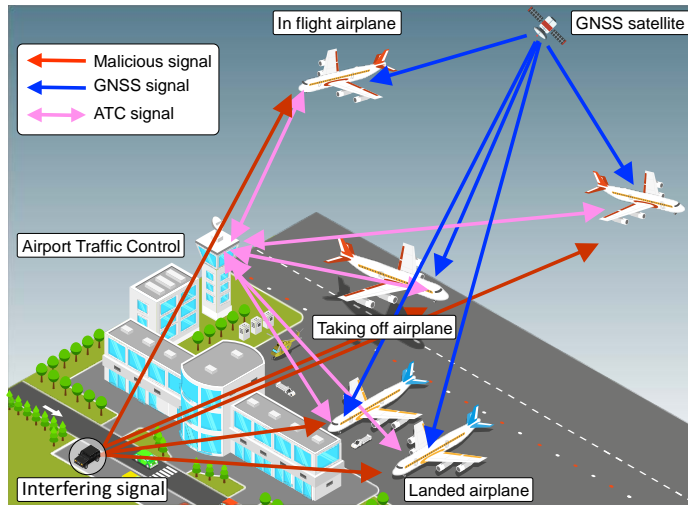 In flight airplane
GNSS satellite
Malicious signal
GNSS signal
ATC signal
Airport Traffic Control
Taking off airplane
Interfering signal
Landed airplane